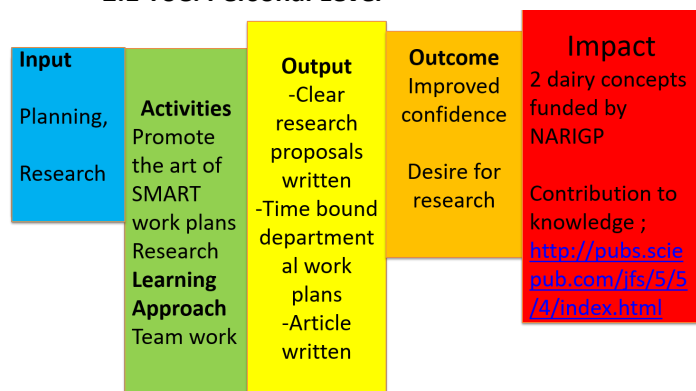 Input
Planning,
Research
Activities
Promote
the art of
SMART
work plans
Research
Learning
Approach
Team work
Output
-Clear
research
proposals
written
-Time bound
department
al work
plans
-Article
written
Outcome
Improved
confidence
Desire for
research
Impact
2 dairy concepts
funded by
NARIGP
Contribution to
knowledge ;
http://pubs.scie
pub.com/jfs/5/5
/4/index.html